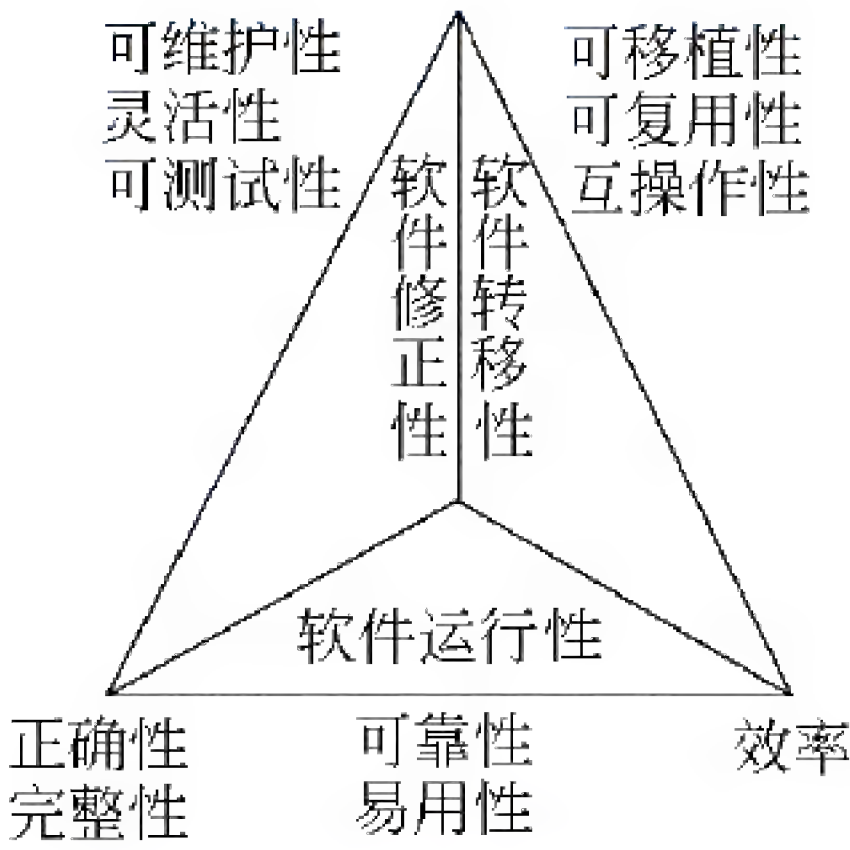 可维护性
灵活性
可测试性
可移植性
可复用性
互操作性
软件修正性
软件转移性
软件运行性
正确性
完整性
可靠性
易用性
效率